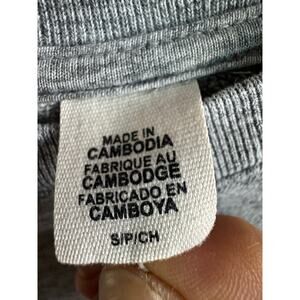 MADE IN
CAMBODIA
FABRIQUE AU
CAMBODGE
FABRICADO EN
CAMBOYA
S/P/CH